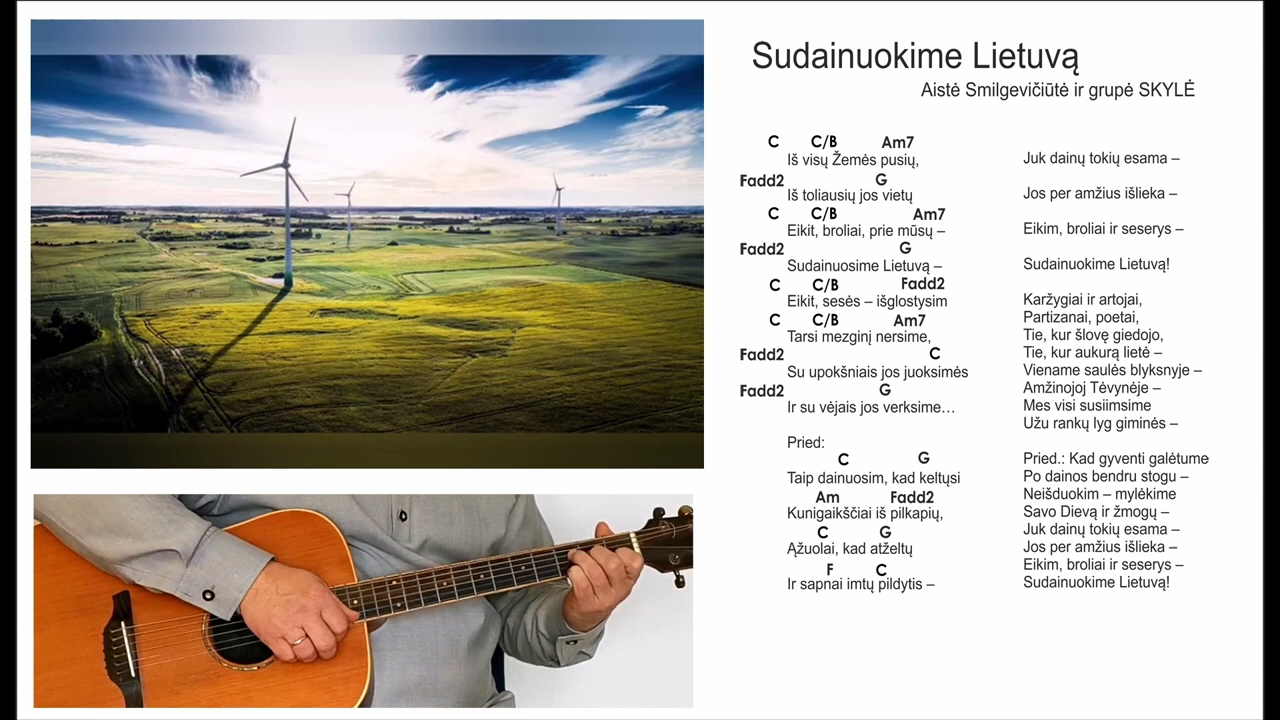 Sudainuokime Lietuvą
Aistė Smilgevičiūtė ir grupė SKYLĖ
C C/B Am7
Iš visų Žemės pusių,
Fadd2 G
Iš toliausių jos vietų
C C/B Am7
Eikit, broliai, prie mūsų –
Fadd2 G
Sudainuosime Lietuvą –
C C/B Fadd2
Eikit, sesės – išglostysim
C C/B Am7
Tarsi mezginį nersime,
Fadd2 C
Su upokšniais jos juoksimės
Fadd2 G
Ir su vėjais jos verksime…
Pried:
C G
Taip dainuosim, kad keltųsi
Am Fadd2
Kunigaikščiai iš pilkapių,
C G
Ąžuolai, kad atželtų
F C
Ir sapnai imtų pildytis –
Juk dainų tokių esama –
Jos per amžius išlieka –
Eikim, broliai ir seserys –
Sudainuokime Lietuvą!
Karžygiai ir artojai,
Partizanai, poetai,
Tie, kur šlovę giedojo,
Tie, kur aukurą lietė –
Viename saulės blyksnyje –
Amžinojoj Tėvynėje –
Mes visi susiimsime
Užu rankų lyg giminės –
Pried.: Kad gyventi galėtume
Po dainos bendru stogu –
Neišduokim – mylėkime
Savo Dievą ir žmogų –
Juk dainų tokių esama –
Jos per amžius išlieka –
Eikim, broliai ir seserys –
Sudainuokime Lietuvą!